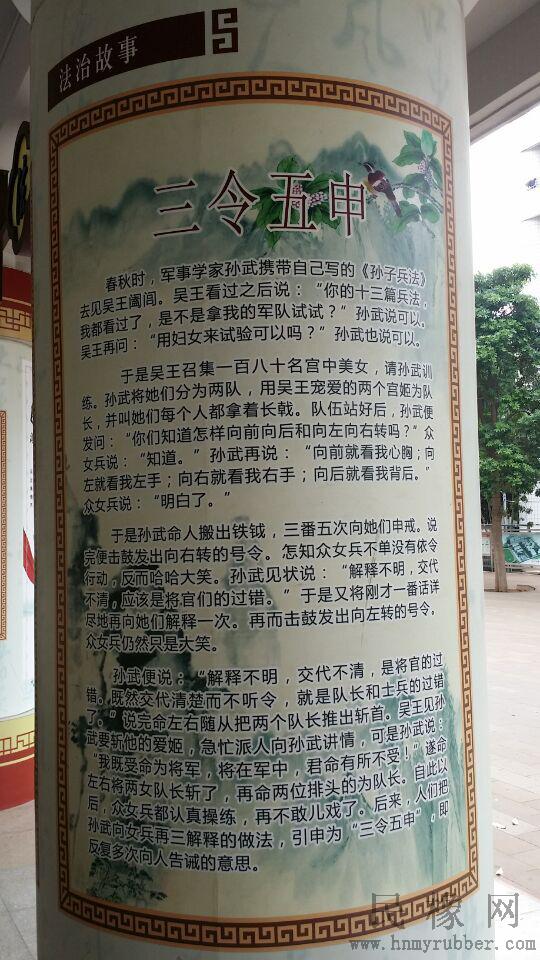 法治故事
三令五申
春秋时，军事学家孙武携带自己写的《孙子兵法》
去见吴王阖闾。吴王看过之后说：“你的十三篇兵法，
我都看过了，是不是拿我的军队试试？”孙武说可以。
吴王再问：“用妇女来试验可以吗？”孙武也说可以。
于是吴王召集一百八十名宫中美女，请孙武训
练。孙武将她们分为两队，用吴王宠爱的两个宫姬为队
长，并叫她们每个人都拿着长戟。队伍站好后，孙武便
发问：“你们知道怎样向前向后和向左向右转吗？”众
女兵说：“知道。”孙武再说：“向前就看我心胸；向
左就看我左手；向右就看我右手；向后就看我背后。”
众女兵说：“明白了。”
于是孙武命人搬出铁钺，三番五次向她们申戒。说
完便击鼓发出向右转的号令。怎知众女兵不单没有依令
行动，反而哈哈大笑。孙武见状说：“解释不明，交代
不清，应该是将官们的过错。”于是又将刚才一番话详
尽地再向她们解释一次。再而击鼓发出向左转的号令。
众女兵仍然只是大笑。
孙武便说：“解释不明，交代不清，是将官的过
错。既然交代清楚而不听令，就是队长和士兵的过错
了。”说完命左右随从把两个队长推出斩首。吴王见孙
武要斩他的爱姬，急忙派人向孙武讲情，可是孙武说：
“我既受命为将军，将在军中，君命有所不受！”遂命
左右将两女队长斩了，再命两位排头的为队长。自此以
后，众女兵都认真操练，再不敢儿戏了。后来，人们把
孙武向女兵再三解释的做法，引申为“三令五申”，即
反复多次向人告诫的意思。
民缘网
www.hnmyrubber.com